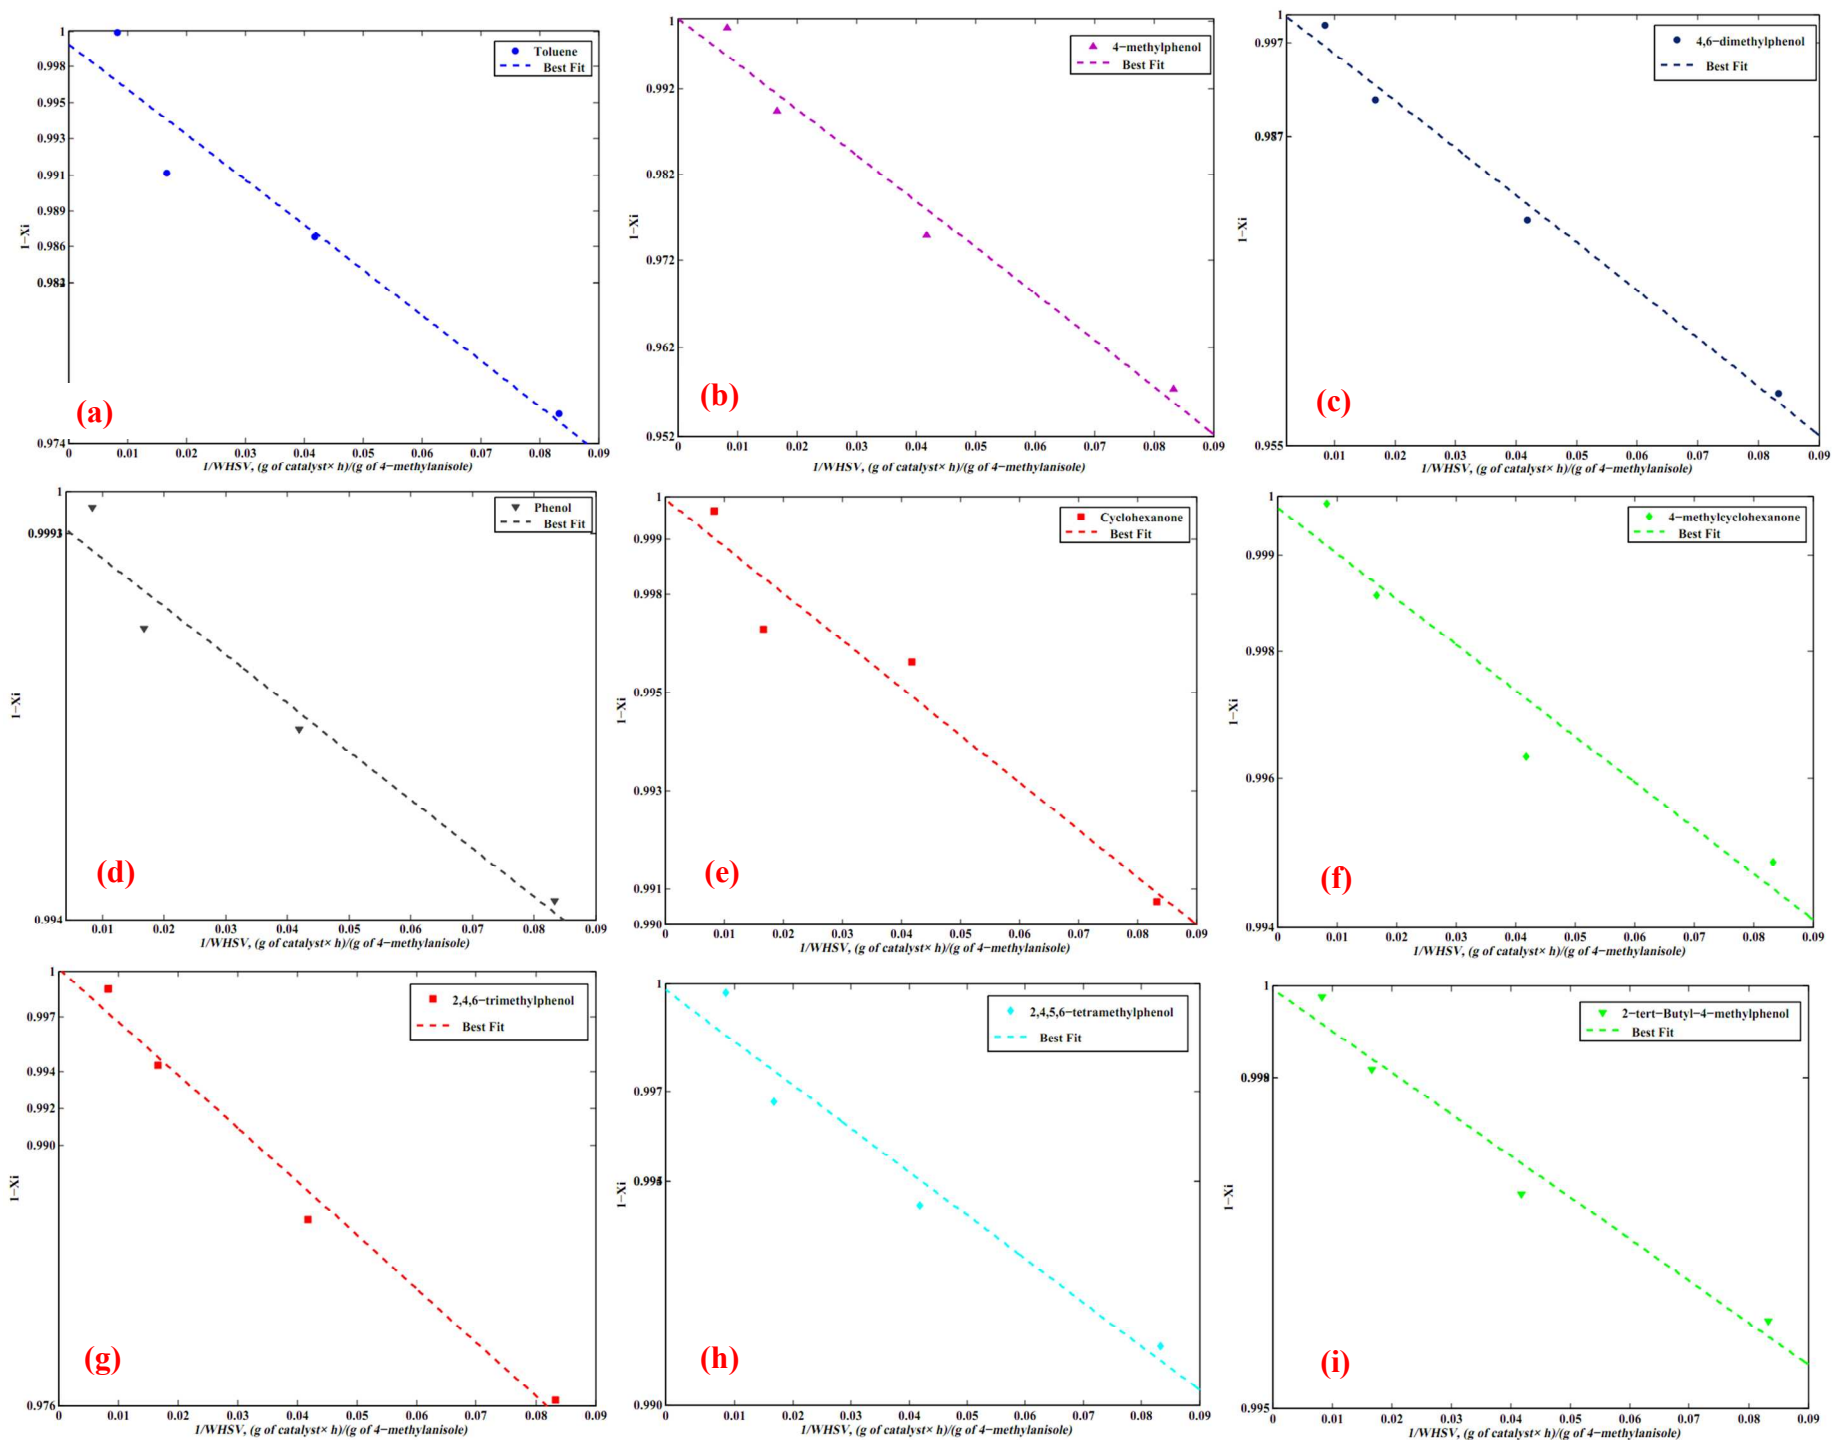 1
0.998
0.995
0.993
0.991
0.989
0.986
0.974
1−Xi
Toluene
Best Fit
(a)
0
0.01
0.02
0.03
0.04
0.05
0.06
0.07
0.08
0.09
1/WHSV, (g of catalyst× h)/(g of 4−methylanisole)
1
0.992
0.982
0.972
0.962
0.952
1−Xi
4−methylphenol
Best Fit
(b)
0
0.01
0.02
0.03
0.04
0.05
0.06
0.07
0.08
0.09
1/WHSV, (g of catalyst× h)/(g of 4−methylanisole)
1
0.997
0.987
0.955
1−Xi
4,6−dimethylphenol
Best Fit
(c)
0.01
0.02
0.03
0.04
0.05
0.06
0.07
0.08
0.09
1/WHSV, (g of catalyst× h)/(g of 4−methylanisole)
1
0.994
1−Xi
Phenol
Best Fit
(d)
0.01
0.02
0.03
0.04
0.05
0.06
0.07
0.08
0.09
1/WHSV, (g of catalyst× h)/(g of 4−methylanisole)
1
0.999
0.998
0.995
0.993
0.991
0.990
1−Xi
Cyclohexanone
Best Fit
(e)
0
0.01
0.02
0.03
0.04
0.05
0.06
0.07
0.08
0.09
1/WHSV, (g of catalyst× h)/(g of 4−methylanisole)
1
0.999
0.998
0.996
0.994
1−Xi
4−methylcyclohexanone
Best Fit
(f)
0
0.01
0.02
0.03
0.04
0.05
0.06
0.07
0.08
0.09
1/WHSV, (g of catalyst× h)/(g of 4−methylanisole)
1
0.997
0.994
0.992
0.990
0.976
1−Xi
2,4,6−trimethylphenol
Best Fit
(g)
0
0.01
0.02
0.03
0.04
0.05
0.06
0.07
0.08
0.09
1/WHSV, (g of catalyst× h)/(g of 4−methylanisole)
1
0.997
0.990
1−Xi
2,4,5,6−tetramethylphenol
Best Fit
(h)
0
0.01
0.02
0.03
0.04
0.05
0.06
0.07
0.08
0.09
1/WHSV, (g of catalyst× h)/(g of 4−methylanisole)
1
0.998
0.995
1−Xi
2−tert−Butyl−4−methylphenol
Best Fit
(i)
0
0.01
0.02
0.03
0.04
0.05
0.06
0.07
0.08
0.09
1/WHSV, (g of catalyst× h)/(g of 4−methylanisole)